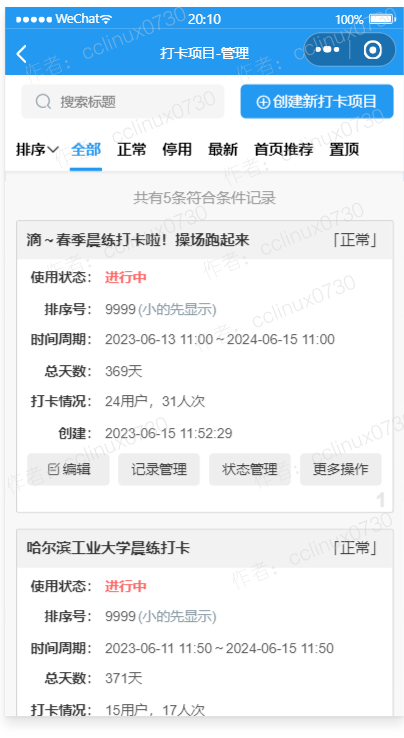 WeChat 20:10 100%
打卡项目-管理
搜索标题 创建新打卡项目
排序 全部 正常 停用 最新 首页推荐 置顶
共有5条符合条件记录
滴～春季晨练打卡啦！操场跑起来 「正常」
使用状态： 进行中
排序号： 9999 (小的先显示)
时间周期： 2023-06-13 11:00～2024-06-15 11:00
总天数： 369天
打卡情况： 24用户，31人次
创建： 2023-06-15 11:52:29
编辑 记录管理 状态管理 更多操作
1
哈尔滨工业大学晨练打卡 「正常」
使用状态： 进行中
排序号： 9999 (小的先显示)
时间周期： 2023-06-11 11:50～2024-06-15 11:50
总天数： 371天
打卡情况： 15用户，17人次
作者：cclinux0730